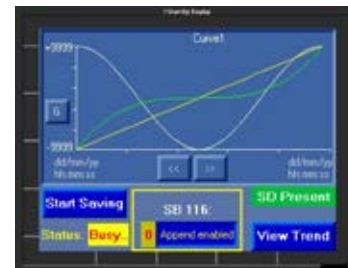 Curve1
+9999
G
-9999
dd/mm/yy
hh:mm:ss
<< >>
dd/mm/yy
hh:mm:ss
Start Saving
Status: Busy..
SB 116:
0 Append enabled
SD Present
View Trend